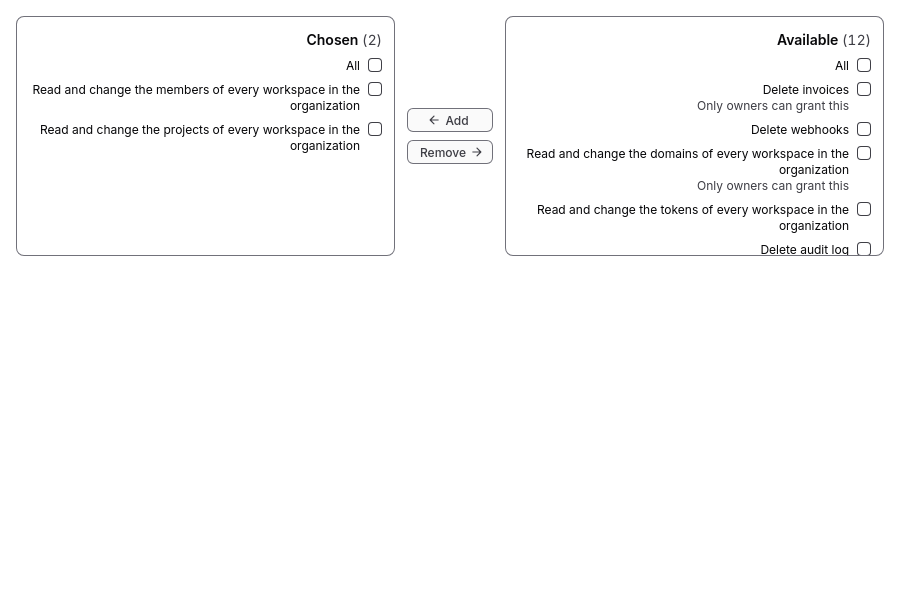 Chosen (2)
All
Read and change the members of every workspace in the
organization
Read and change the projects of every workspace in the
organization
Add
Remove
Available (12)
All
Delete invoices
Only owners can grant this
Delete webhooks
Read and change the domains of every workspace in the
organization
Only owners can grant this
Read and change the tokens of every workspace in the
organization
Delete audit log